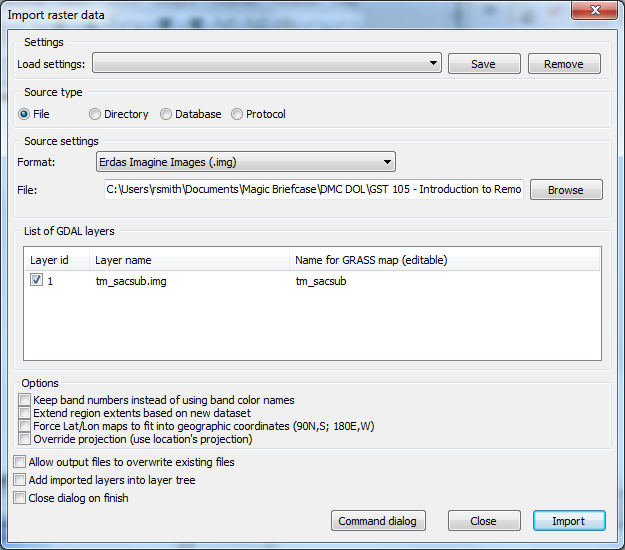 Import raster data
Settings
Load settings:
Save
Remove
Source type
File
Directory
Database
Protocol
Source settings
Format:
Erdas Imagine Images (.img)
File:
C:\Users\rsmith\Documents\Magic Briefcase\DMC DOL\GST 105 - Introduction to Remo
Browse
List of GDAL layers
Layer id
Layer name
Name for GRASS map (editable)
1
tm_sacsub.img
tm_sacsub
Options
Keep band numbers instead of using band color names
Extend region extents based on new dataset
Force Lat/Lon maps to fit into geographic coordinates (90N,S; 180E,W)
Override projection (use location's projection)
Allow output files to overwrite existing files
Add imported layers into layer tree
Close dialog on finish
Command dialog
Close
Import